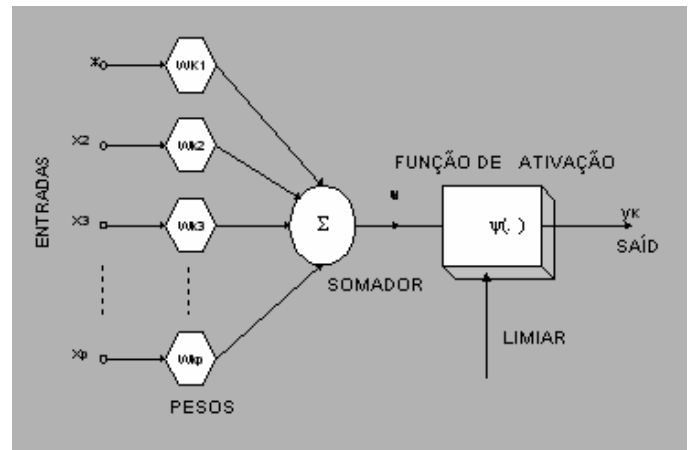 WK1
X2
Wk2
X3
Wk3
Xp
Wkp
ENTRADAS
PESOS
Σ
SOMADOR
u
FUNÇÃO DE ATIVAÇÃO
ψ(. )
yK
SAÍD
LIMIAR